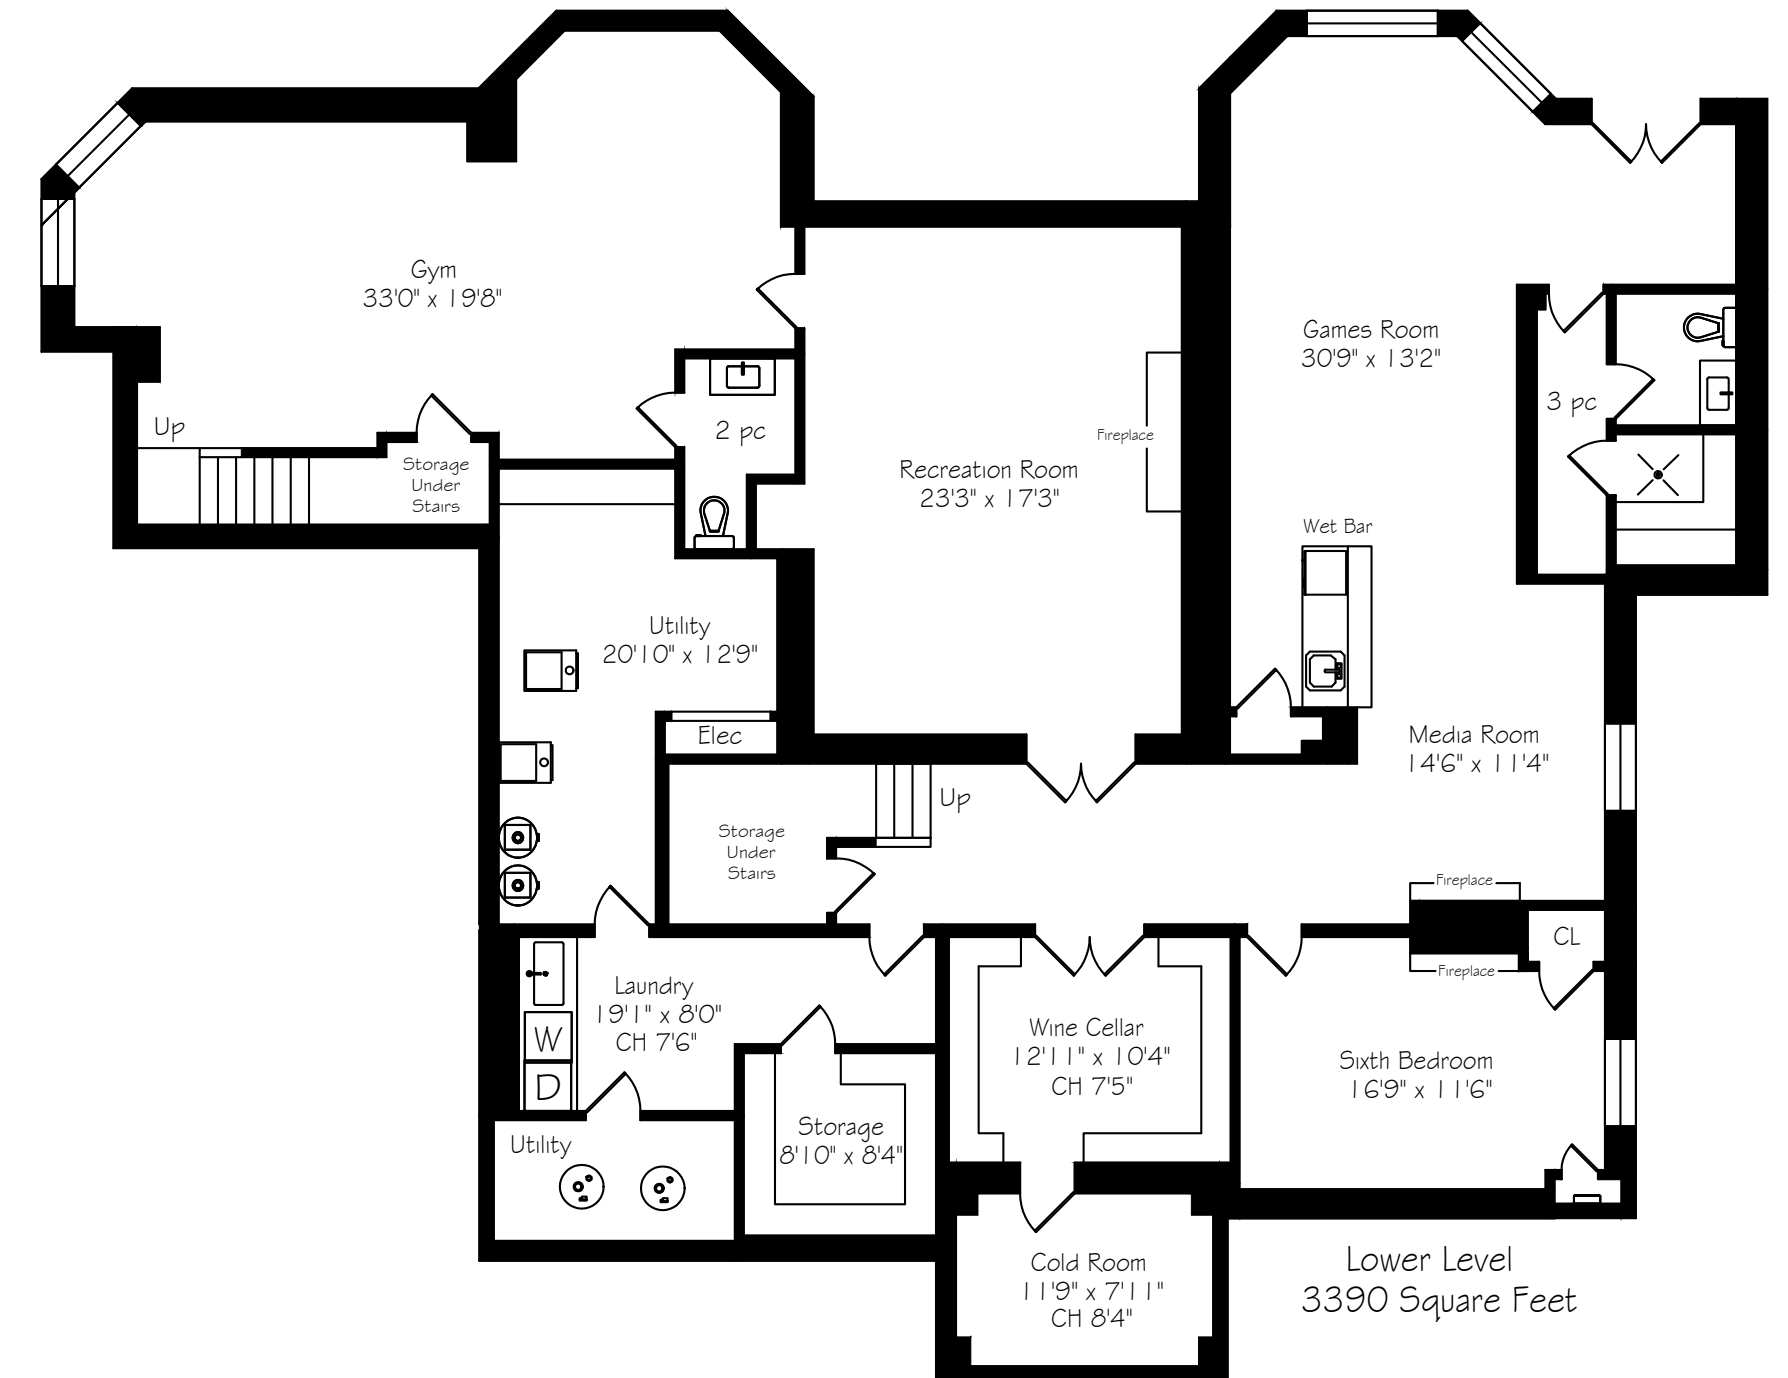 Gym
33'0" x 19'8"
Games Room
30'9" x 13'2"
3 pc
Up
2 pc
Fireplace
Storage
Under
Stairs
Recreation Room
23'3" x 17'3"
Wet Bar
Utility
20'10" x 12'9"
Elec
Media Room
14'6" x 11'4"
Up
Storage
Under
Stairs
Fireplace
CL
Fireplace
Laundry
19'1" x 8'0"
CH 7'6"
W
D
Wine Cellar
12'11" x 10'4"
CH 7'5"
Sixth Bedroom
16'9" x 11'6"
Storage
8'10" x 8'4"
Utility
Cold Room
11'9" x 7'11"
CH 8'4"
Lower Level
3390 Square Feet